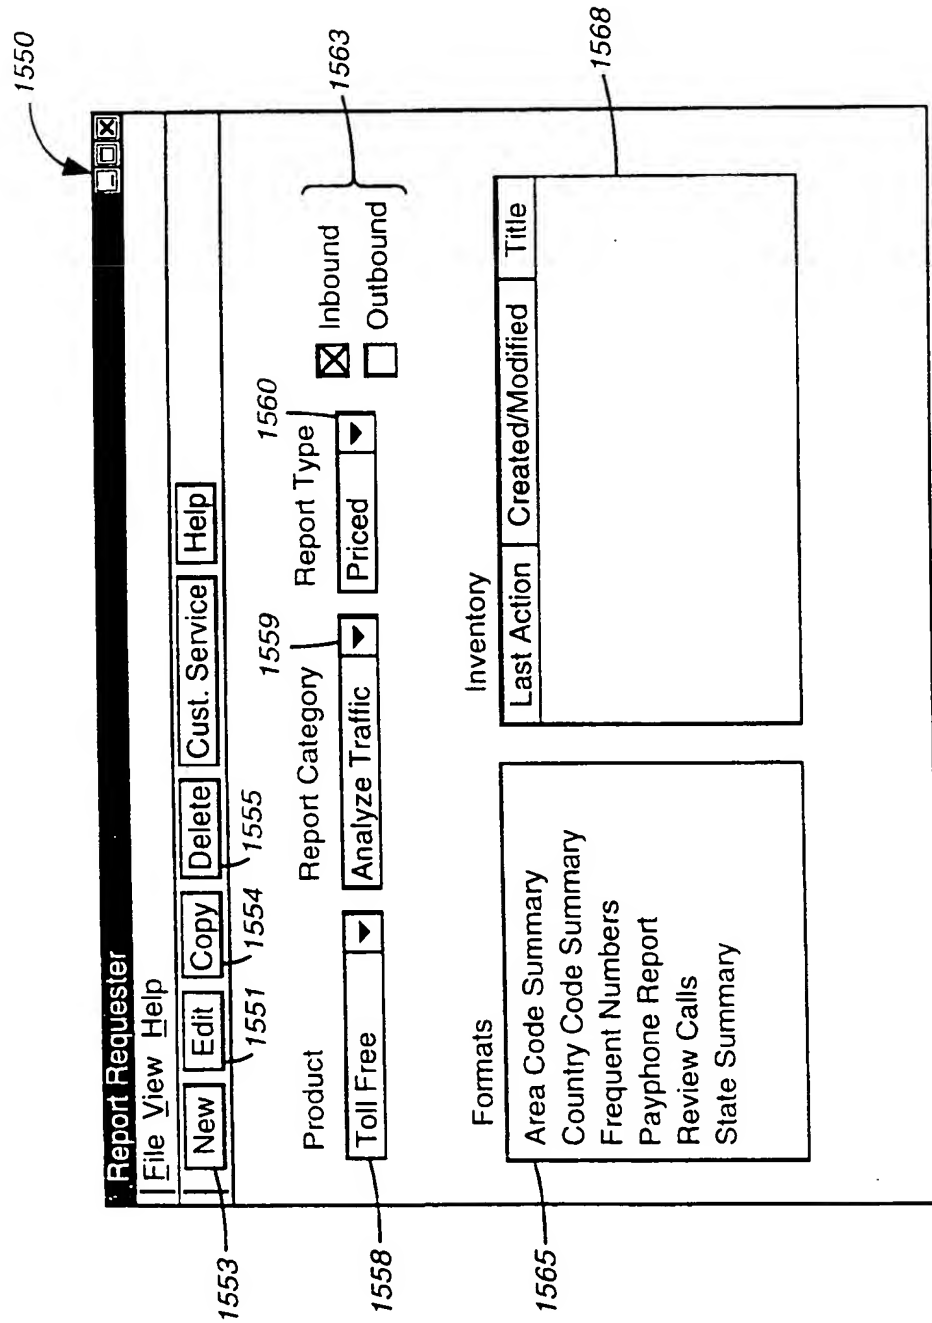 1550
Report Requester
File View Help
New Edit Copy Delete Cust. Service Help
1553
1551
1554
1555
1559
1560
1563
Product
Report Category
Report Type
Toll Free
Analyze Traffic
Priced
Inbound
Outbound
1558
Formats
Inventory
Area Code Summary
Country Code Summary
Frequent Numbers
Payphone Report
Review Calls
State Summary
Last Action Created/Modified Title
1565
1568